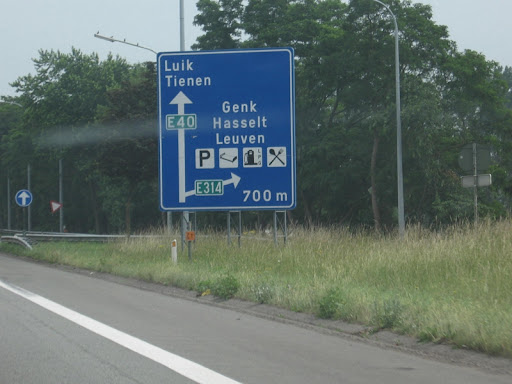 Luik
Tienen
E40
Genk
Hasselt
Leuven
P
E314
700 m